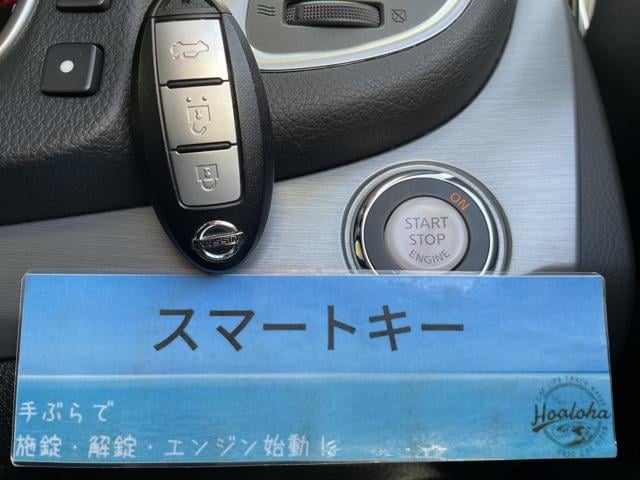 ON
START
STOP
ENGINE
NISSAN
スマートキー
手ぶらで
施錠・解錠・エンジン始動!
Hoaloha